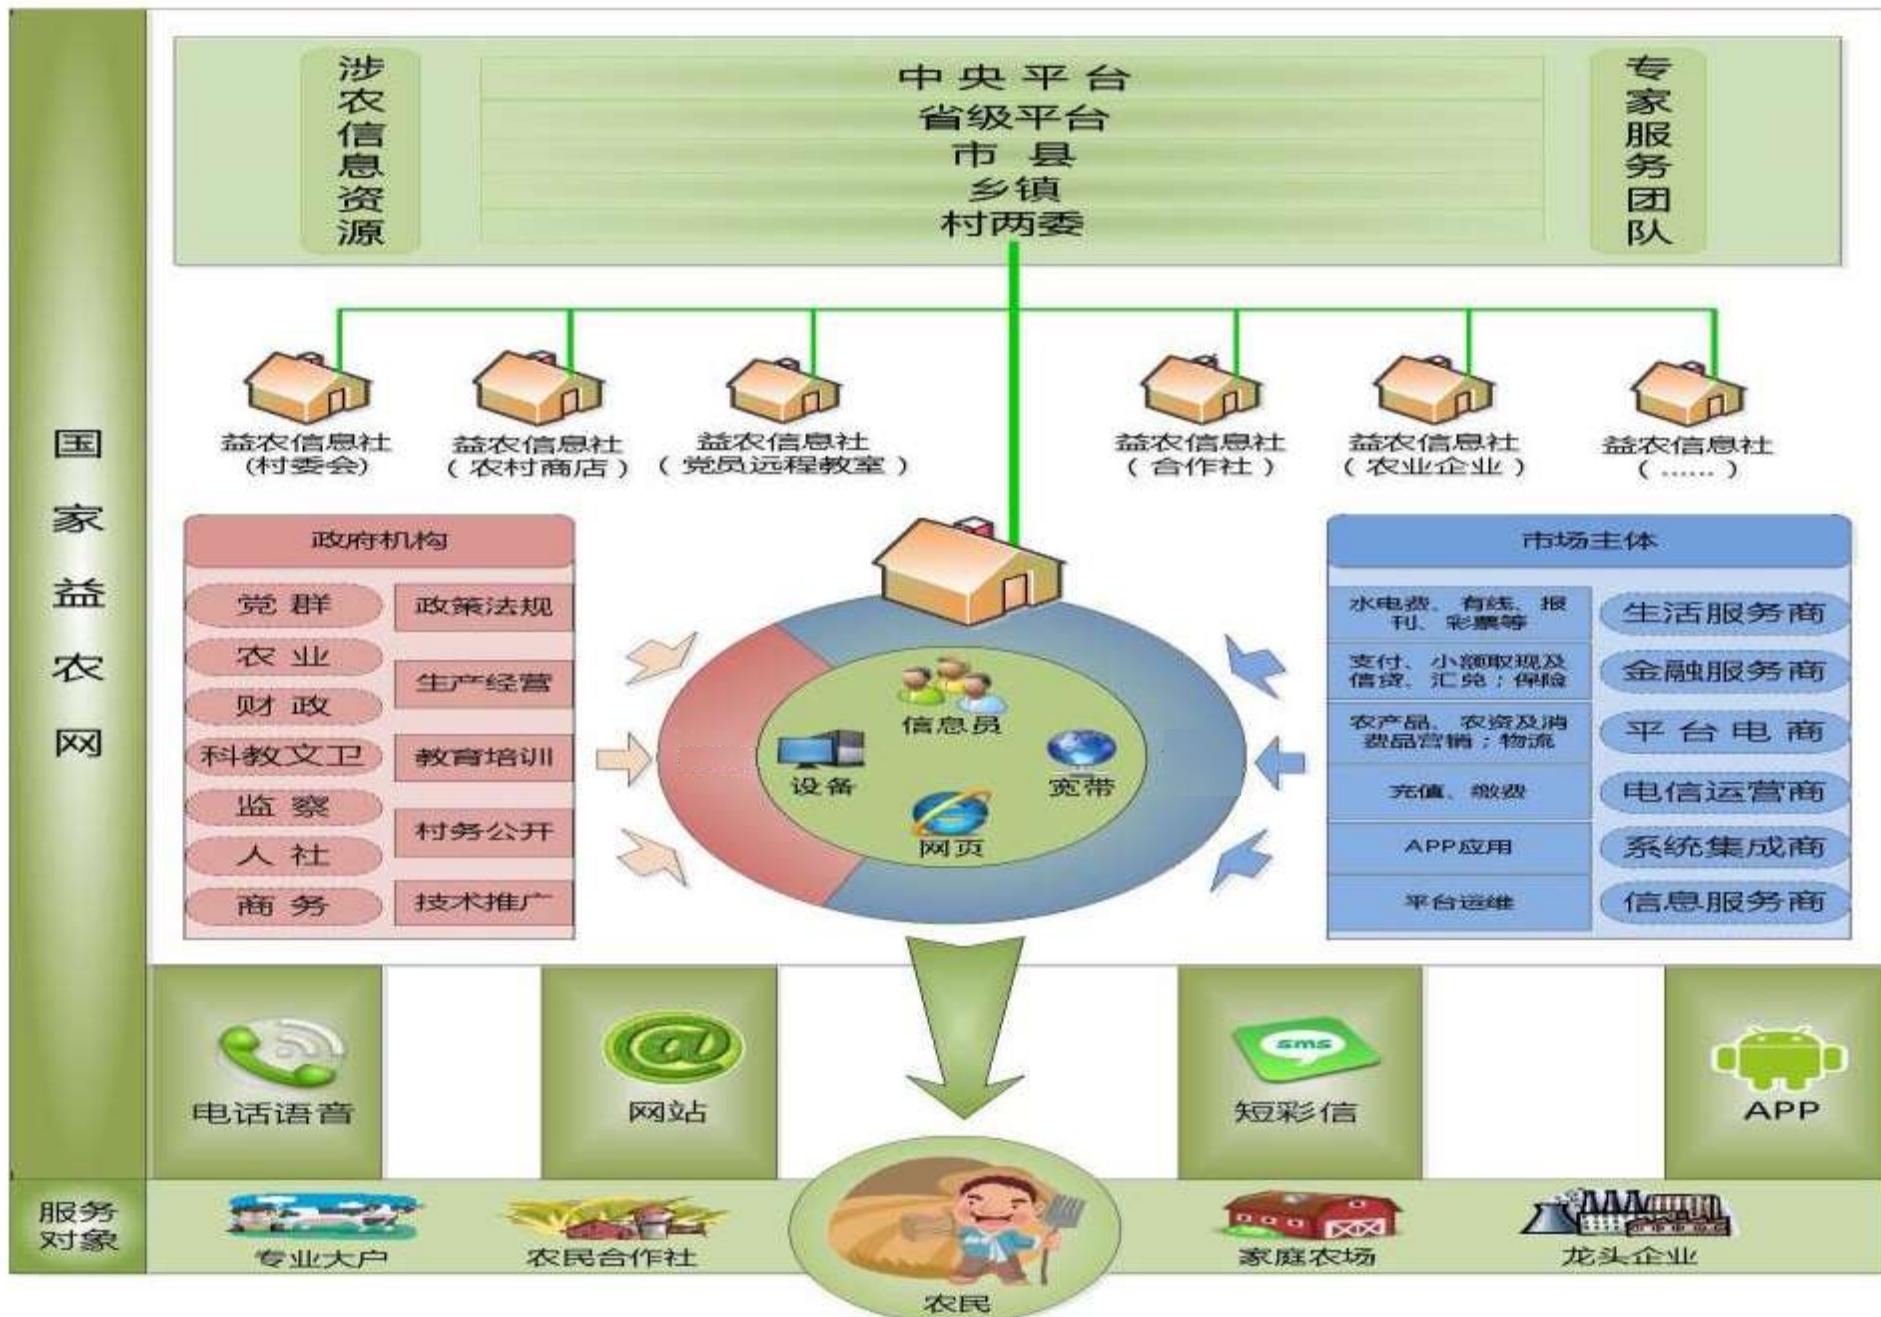 国家益农网
涉农信息资源
中央平台
省级平台
市 县
乡镇
村两委
专家服务团队
益农信息社
(村委会)
益农信息社
（农村商店）
益农信息社
（党员远程教室）
益农信息社
（合作社）
益农信息社
（农业企业）
益农信息社
（……）
政府机构
党群
农业
财政
科教文卫
监察
人社
商务
政策法规
生产经营
教育培训
村务公开
技术推广
信息员
设备
宽带
网页
市场主体
水电费、有线、报
刊、彩票等
支付、小额取现及
信贷、汇兑；保险
农产品、农资及消
费品营销；物流
充值、缴费
APP应用
平台运维
生活服务商
金融服务商
平台电商
电信运营商
系统集成商
信息服务商
电话语音
@
网站
sms
短彩信
APP
服务
对象
专业大户
农民合作社
农民
家庭农场
龙头企业